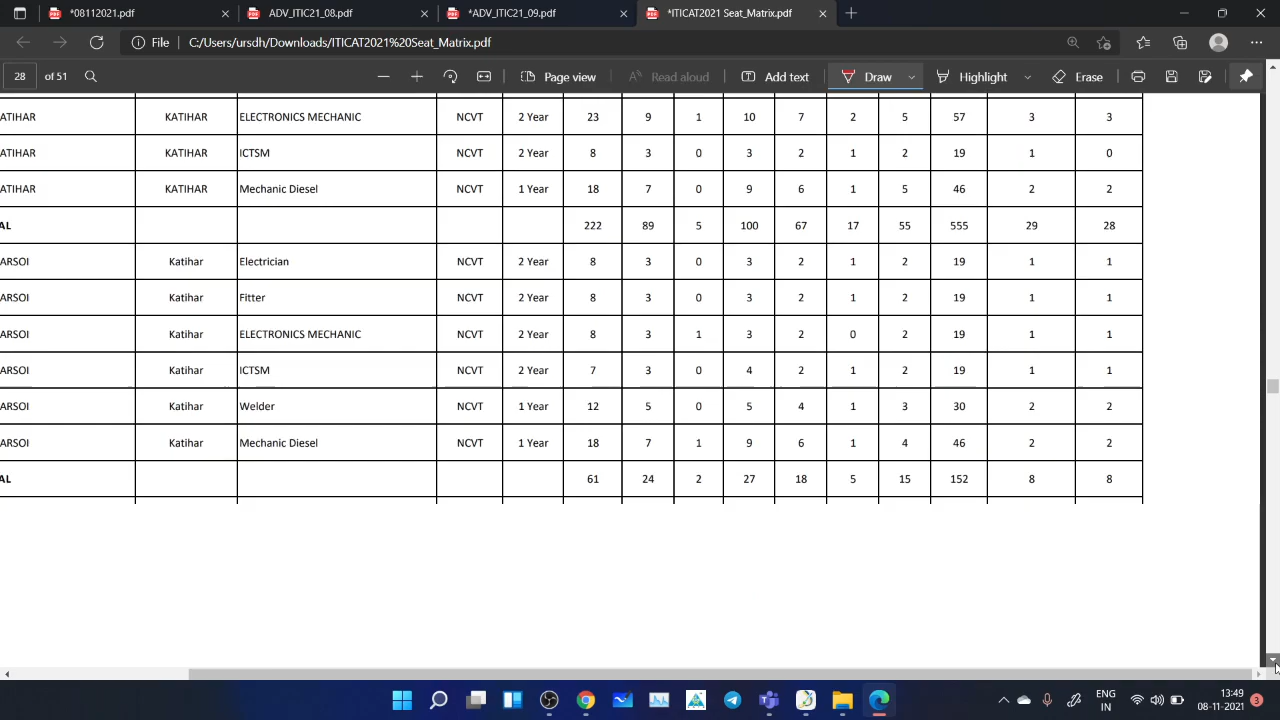 *08112021.pdf ADV_ITIC21_08.pdf *ADV_ITIC21_09.pdf *ITICAT2021 Seat_Matrix.pdf
File C:/Users/ursdh/Downloads/ITICAT2021%20Seat_Matrix.pdf
28 of 51 Page view Read aloud Add text Draw Highlight Erase
ATIHAR KATIHAR ELECTRONICS MECHANIC NCVT 2 Year 23 9 1 10 7 2 5 57 3 3
ATIHAR KATIHAR ICTSM NCVT 2 Year 8 3 0 3 2 1 2 19 1 0
ATIHAR KATIHAR Mechanic Diesel NCVT 1 Year 18 7 0 9 6 1 5 46 2 2
AL 222 89 5 100 67 17 55 555 29 28
ARSOI Katihar Electrician NCVT 2 Year 8 3 0 3 2 1 2 19 1 1
ARSOI Katihar Fitter NCVT 2 Year 8 3 0 3 2 1 2 19 1 1
ARSOI Katihar ELECTRONICS MECHANIC NCVT 2 Year 8 3 1 3 2 0 2 19 1 1
ARSOI Katihar ICTSM NCVT 2 Year 7 3 0 4 2 1 2 19 1 1
ARSOI Katihar Welder NCVT 1 Year 12 5 0 5 4 1 3 30 2 2
ARSOI Katihar Mechanic Diesel NCVT 1 Year 18 7 1 9 6 1 4 46 2 2
AL 61 24 2 27 18 5 15 152 8 8
ENG 13:49
IN 08-11-2021 3